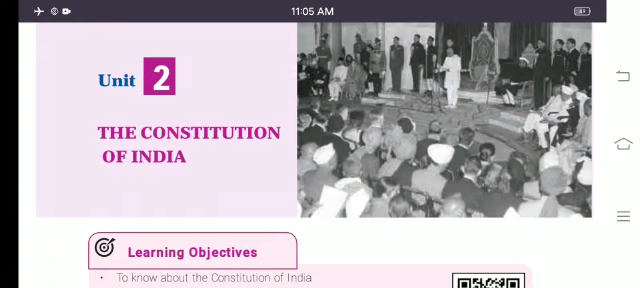 11:05 AM
Unit 2
THE CONSTITUTION
OF INDIA
Learning Objectives
• To know about the Constitution of India